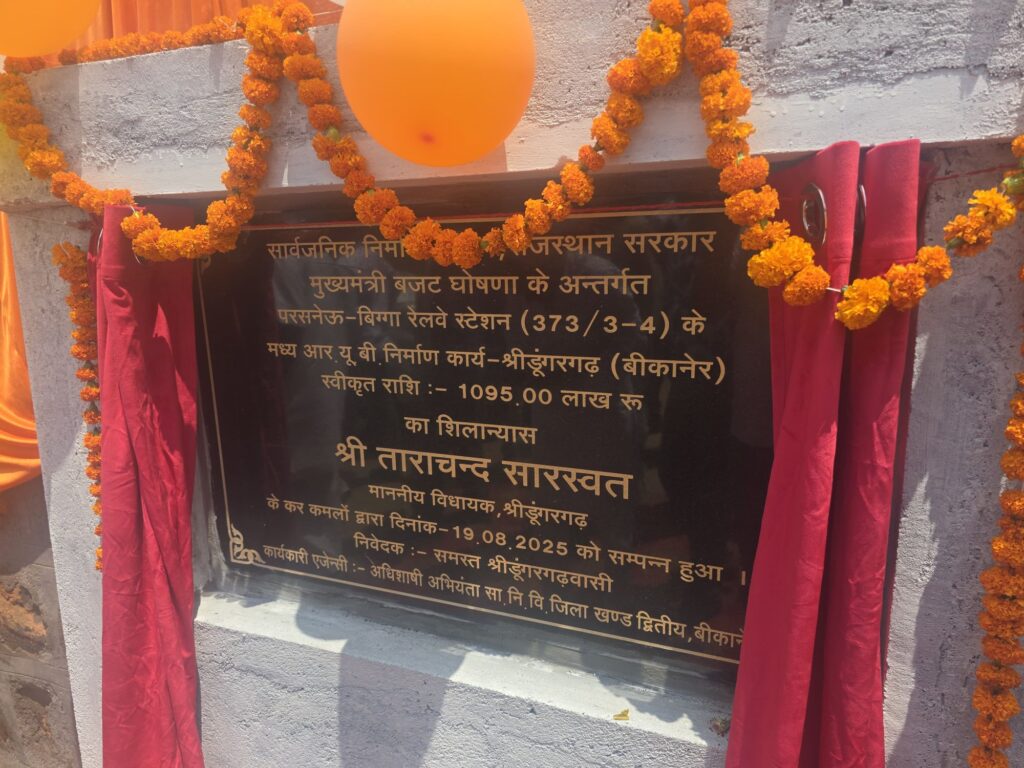 सार्वजनिक निर्मा राजस्थान सरकार
मुख्यमंत्री बजट घोषणा के अन्तर्गत
परसनेऊ-बिग्गा रेलवे स्टेशन (373/3-4) के
मध्य आर.यू.बी.निर्माण कार्य-श्रीडूंगरगढ़ (बीकानेर)
स्वीकृत राशि :- 1095.00 लाख रू
का शिलान्यास
श्री ताराचन्द सारस्वत
माननीय विधायक,श्रीडूंगरगढ़
के कर कमलों द्वारा दिनांक-19.08.2025 को सम्पन्न हुआ ।
निवेदक :- समस्त श्रीडूंगरगढ़वासी
कार्यकारी एजेन्सी :- अधिशाषी अभियंता सा.नि.वि.जिला खण्ड द्वितीय,बीकाने